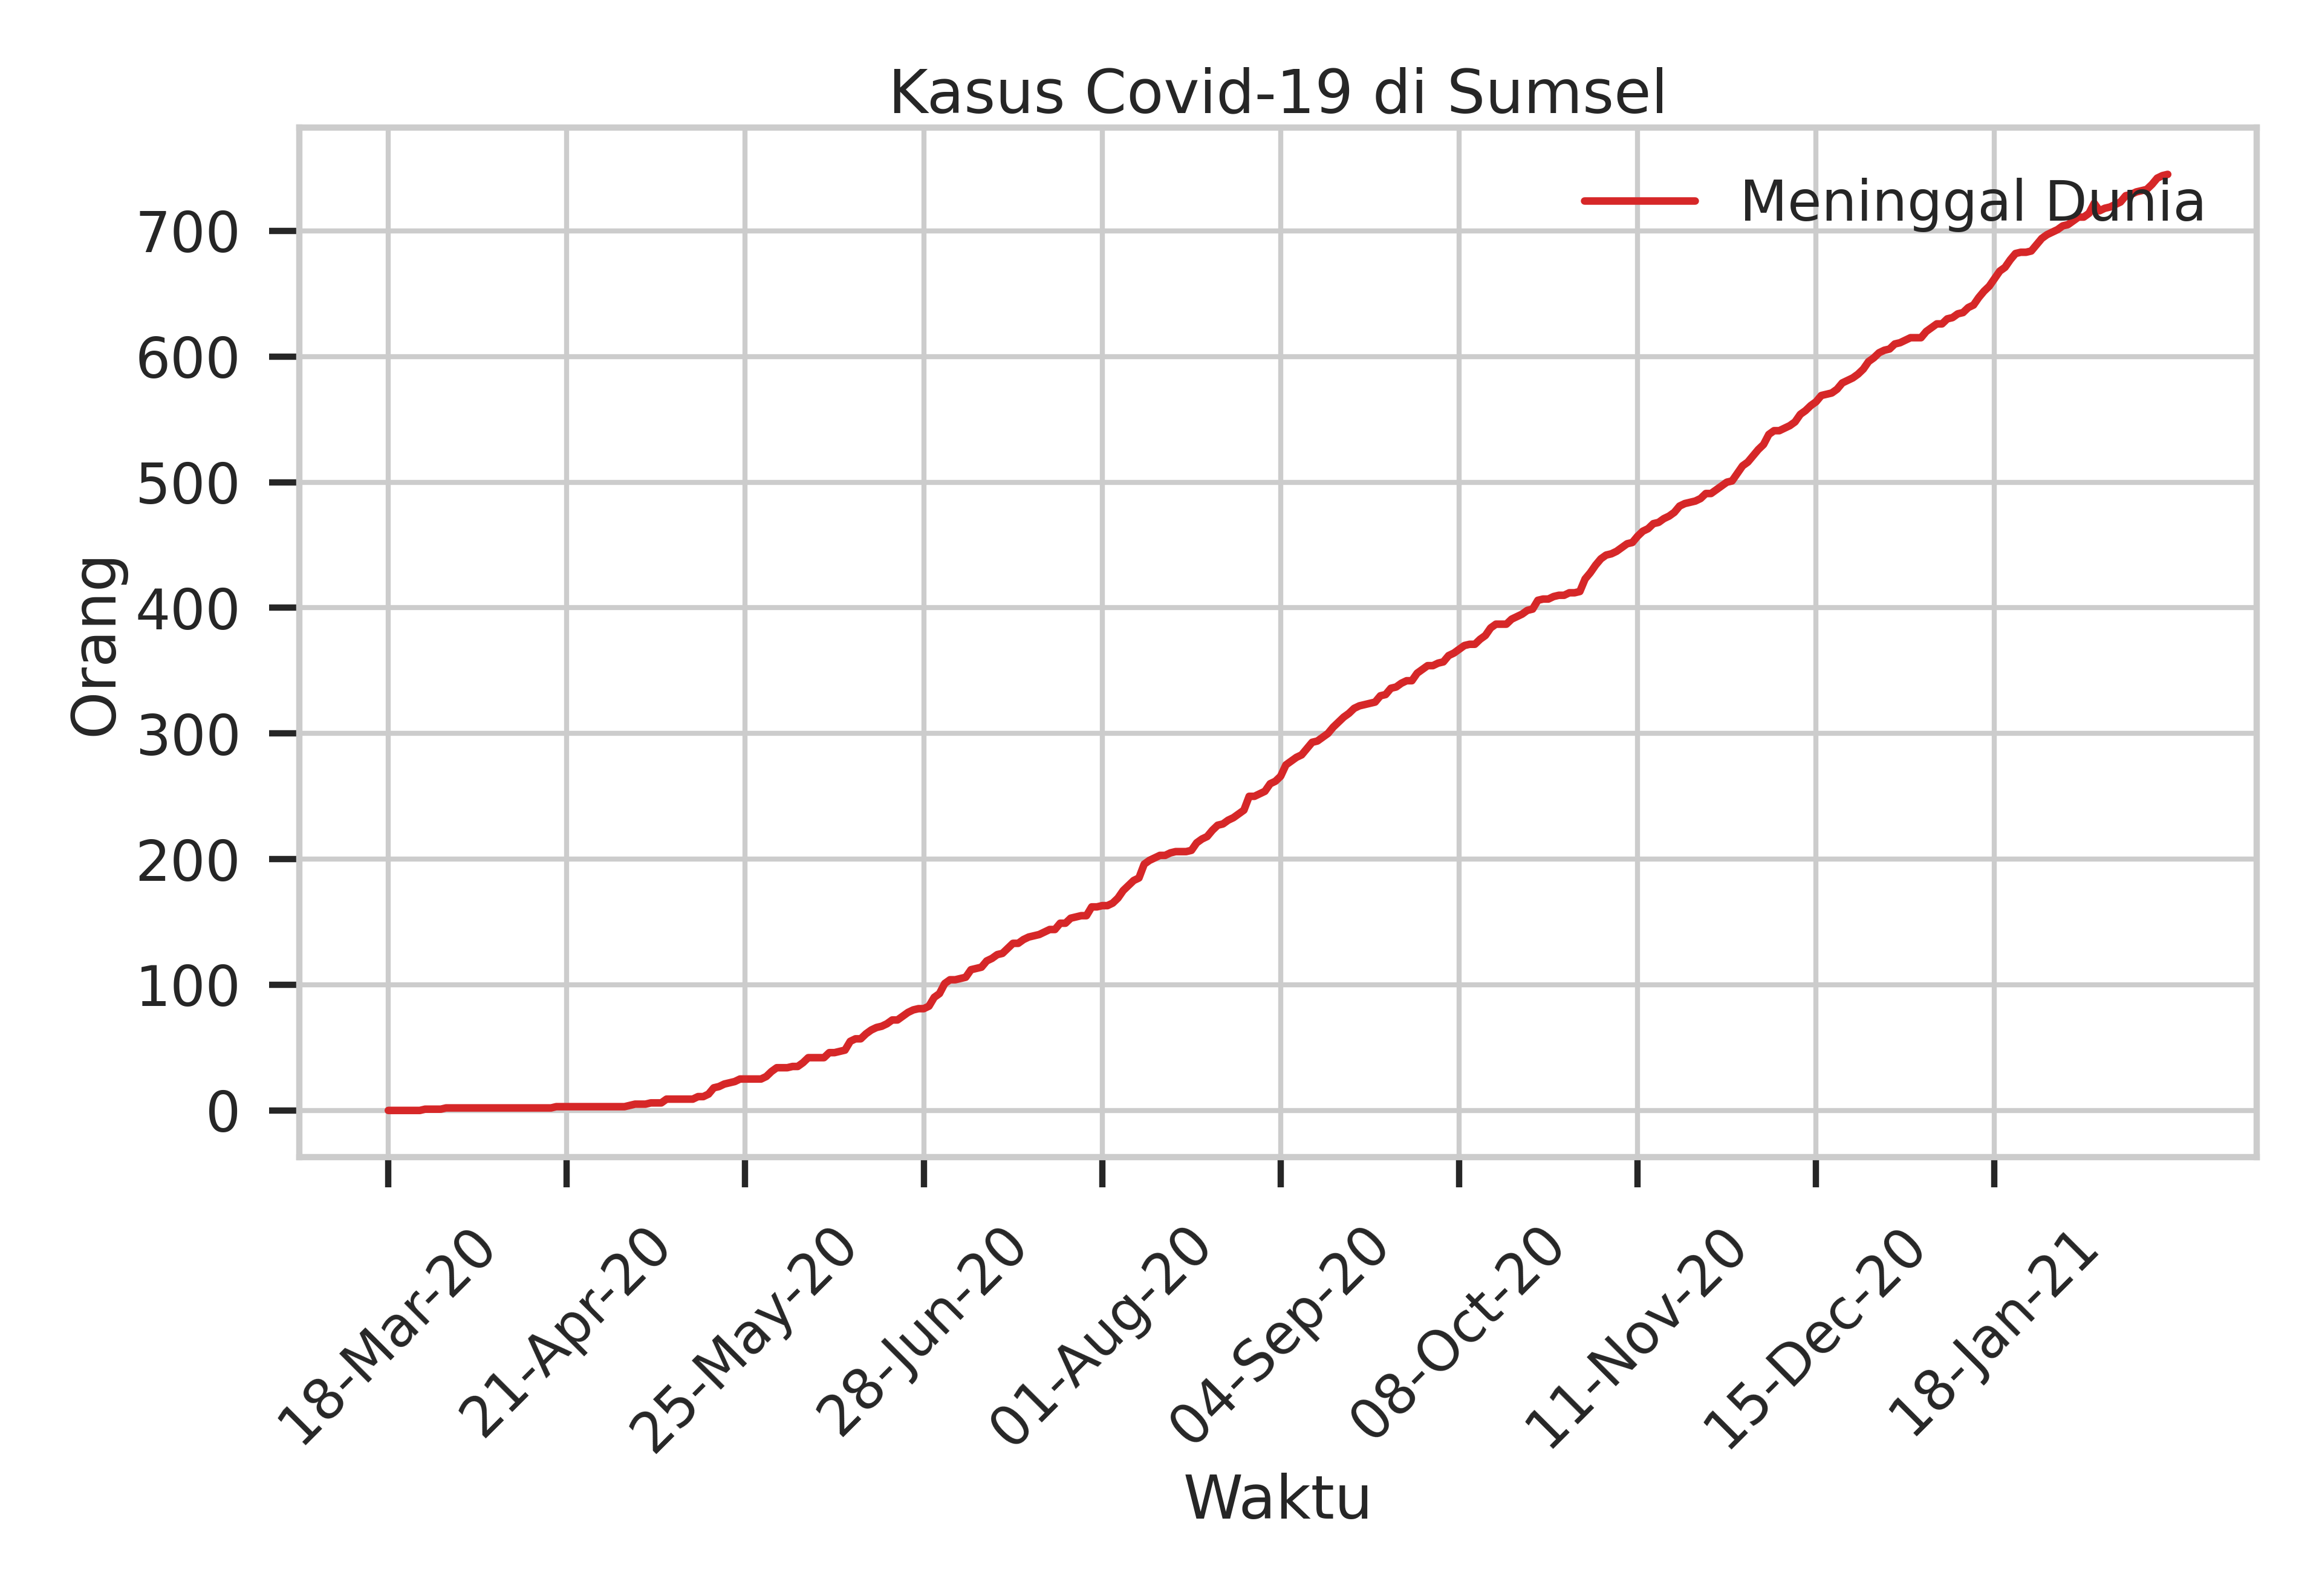 Kasus Covid-19 di Sumsel
Meninggal Dunia
700
600
500
400
300
200
100
0
Orang
18-Mar-20
21-Apr-20
25-May-20
28-Jun-20
01-Aug-20
04-Sep-20
08-Oct-20
11-Nov-20
15-Dec-20
18-Jan-21
Waktu